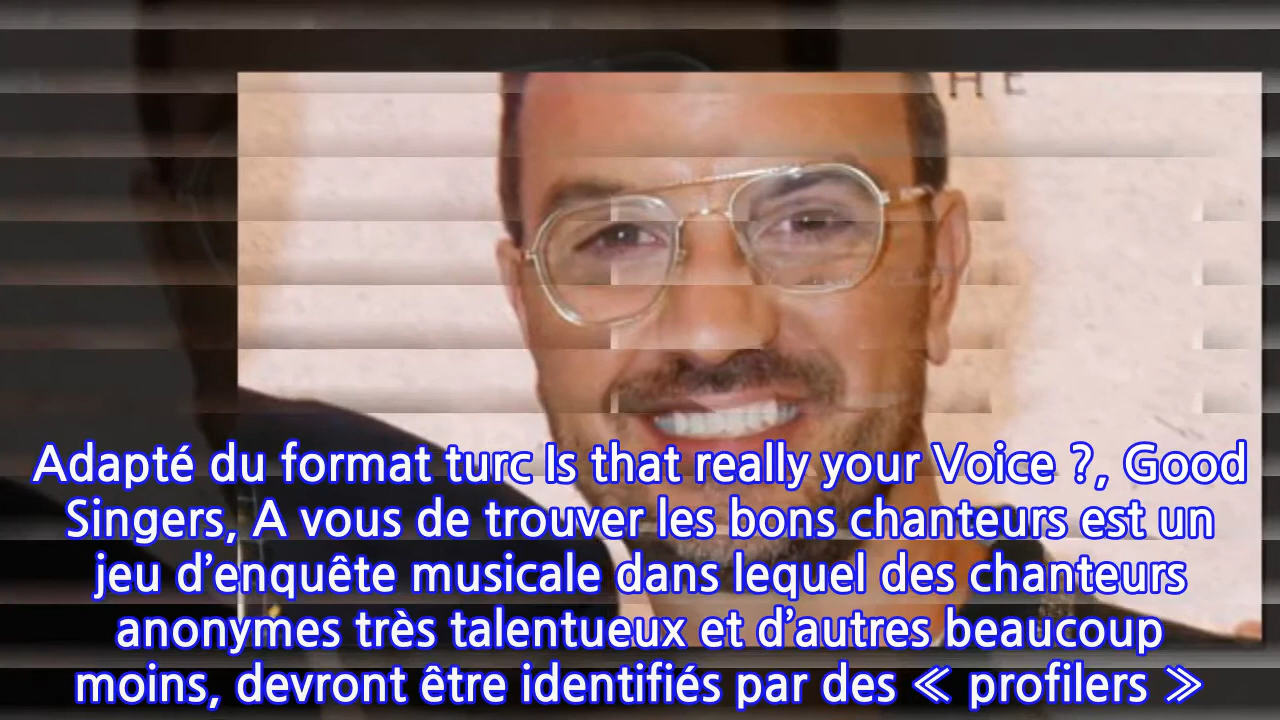 HE
Adapté du format turc Is that really your Voice ?, Good
Singers, A vous de trouver les bons chanteurs est un
jeu d’enquête musicale dans lequel des chanteurs
anonymes très talentueux et d’autres beaucoup
moins, devront être identifiés par des ≪ profilers ≫